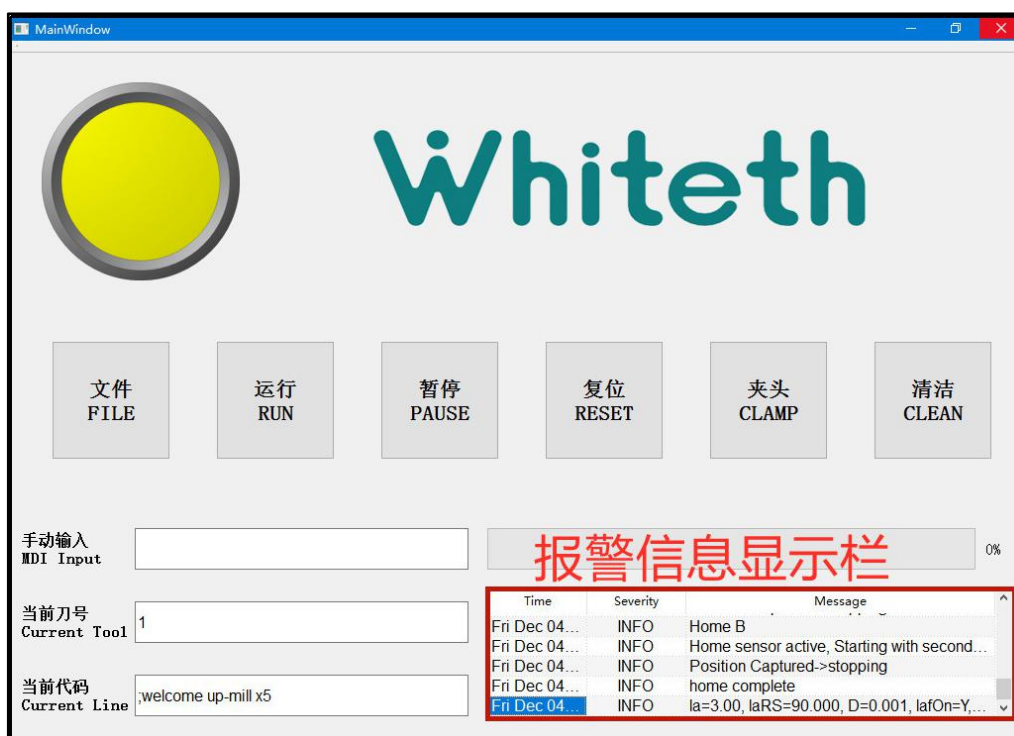 MainWindow
Whiteth
文件
FILE
运行
RUN
暂停
PAUSE
复位
RESET
夹头
CLAMP
清洁
CLEAN
手动输入
MDI Input
报警信息显示栏
0%
当前刀号
Current Tool
1
当前代码
Current Line
;welcome up-mill x5
Time Severity Message
Fri Dec 04... INFO Home B
Fri Dec 04... INFO Home sensor active, Starting with second...
Fri Dec 04... INFO Position Captured->stopping
Fri Dec 04... INFO home complete
Fri Dec 04... INFO la=3.00, laRS=90.000, D=0.001, lafOn=Y,...